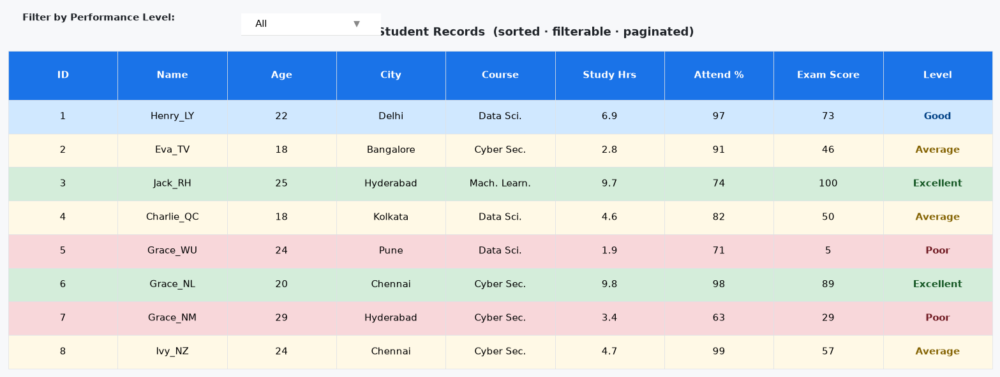 Filter by Performance Level:
All ▼
Student Records (sorted · filterable · paginated)
ID Name Age City Course Study Hrs Attend % Exam Score Level
1 Henry_LY 22 Delhi Data Sci. 6.9 97 73 Good
2 Eva_TV 18 Bangalore Cyber Sec. 2.8 91 46 Average
3 Jack_RH 25 Hyderabad Mach. Learn. 9.7 74 100 Excellent
4 Charlie_QC 18 Kolkata Data Sci. 4.6 82 50 Average
5 Grace_WU 24 Pune Data Sci. 1.9 71 5 Poor
6 Grace_NL 20 Chennai Cyber Sec. 9.8 98 89 Excellent
7 Grace_NM 29 Hyderabad Cyber Sec. 3.4 63 29 Poor
8 Ivy_NZ 24 Chennai Cyber Sec. 4.7 99 57 Average